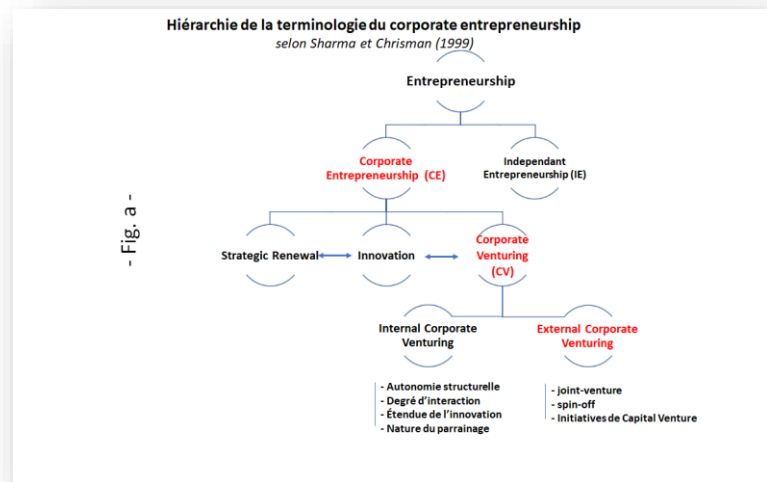 Hiérarchie de la terminologie du corporate entrepreneurship
selon Sharma et Chrisman (1999)
Entrepreneurship
Corporate
Entrepreneurship (CE)
Independant
Entrepreneurship (IE)
- Fig. a -
Strategic Renewal
Innovation
Corporate
Venturing
(CV)
Internal Corporate
Venturing
External Corporate
Venturing
- Autonomie structurelle
- Degré d'interaction
- Étendue de l'innovation
- Nature du parrainage
- joint-venture
- spin-off
- Initiatives de Capital Venture